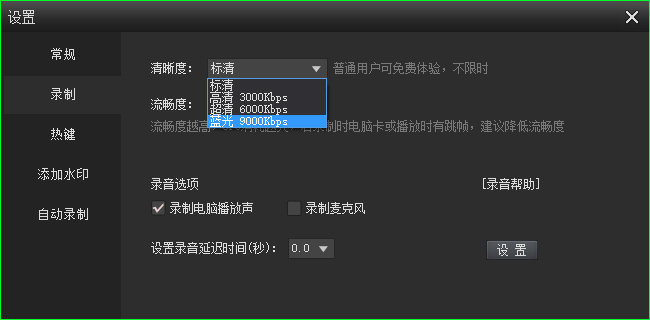 设置
常规
录制
热键
添加水印
自动录制
清晰度： 标清 普通用户可免费体验，不限时
标清
高清 3000Kbps
超清 6000Kbps
蓝光 9000Kbps
流畅度：
流畅度越高，
录制时电脑卡或播放时有跳帧，建议降低流畅度
录音选项 [录音帮助]
录制电脑播放声 录制麦克风
设置录音延迟时间(秒)： 0.0 设 置